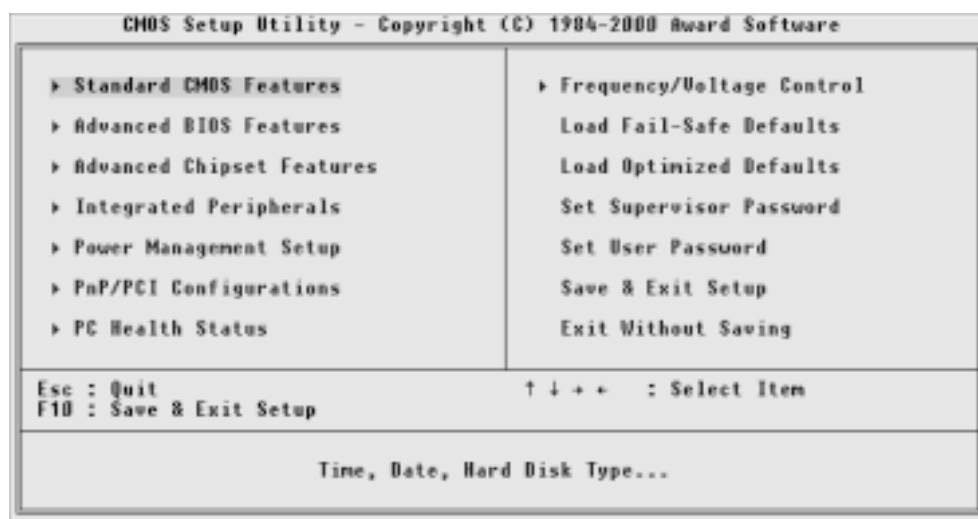 CMOS Setup Utility - Copyright (C) 1984-2000 Award Software
▸ Standard CMOS Features
▸ Advanced BIOS Features
▸ Advanced Chipset Features
▸ Integrated Peripherals
▸ Power Management Setup
▸ PnP/PCI Configurations
▸ PC Health Status
▸ Frequency/Voltage Control
Load Fail-Safe Defaults
Load Optimized Defaults
Set Supervisor Password
Set User Password
Save & Exit Setup
Exit Without Saving
Esc : Quit
F10 : Save & Exit Setup
↑ ↓ → ← : Select Item
Time, Date, Hard Disk Type...